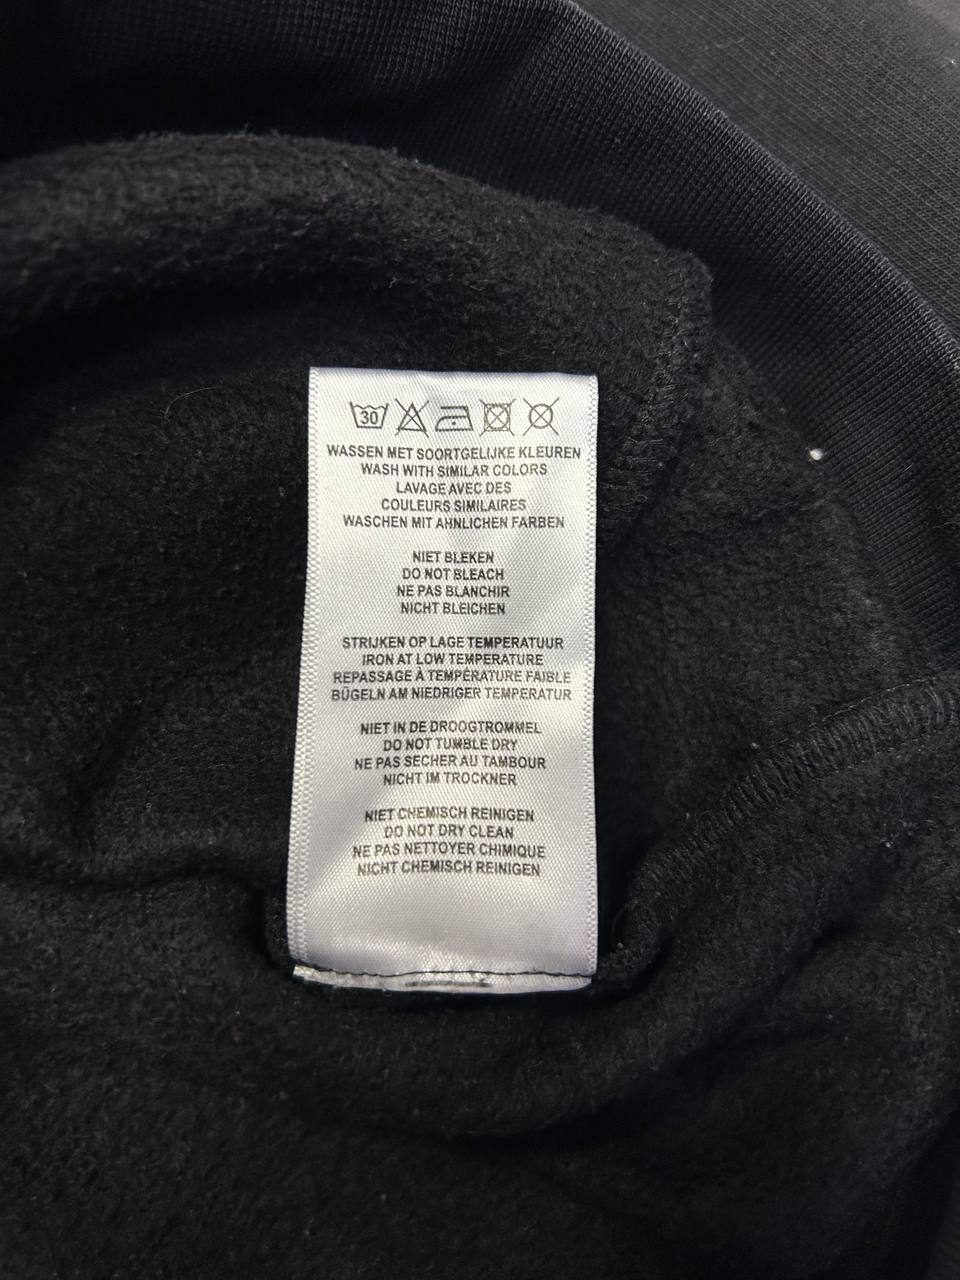 30
WASSEN MET SOORTGELIJKE KLEUREN
WASH WITH SIMILAR COLORS
LAVAGE AVEC DES
COULEURS SIMILAIRES
WASCHEN MIT AHNLICHEN FARBEN
NIET BLEKEN
DO NOT BLEACH
NE PAS BLANCHIR
NICHT BLEICHEN
STRIJKEN OP LAGE TEMPERATUUR
IRON AT LOW TEMPERATURE
REPASSAGE À TEMPÉRATURE FAIBLE
BÜGELN AM NIEDRIGER TEMPERATUR
NIET IN DE DROOGTROMMEL
DO NOT TUMBLE DRY
NE PAS SECHER AU TAMBOUR
NICHT IM TROCKNER
NIET CHEMISCH REINIGEN
DO NOT DRY CLEAN
NE PAS NETTOYER CHIMIQUE
NICHT CHEMISCH REINIGEN